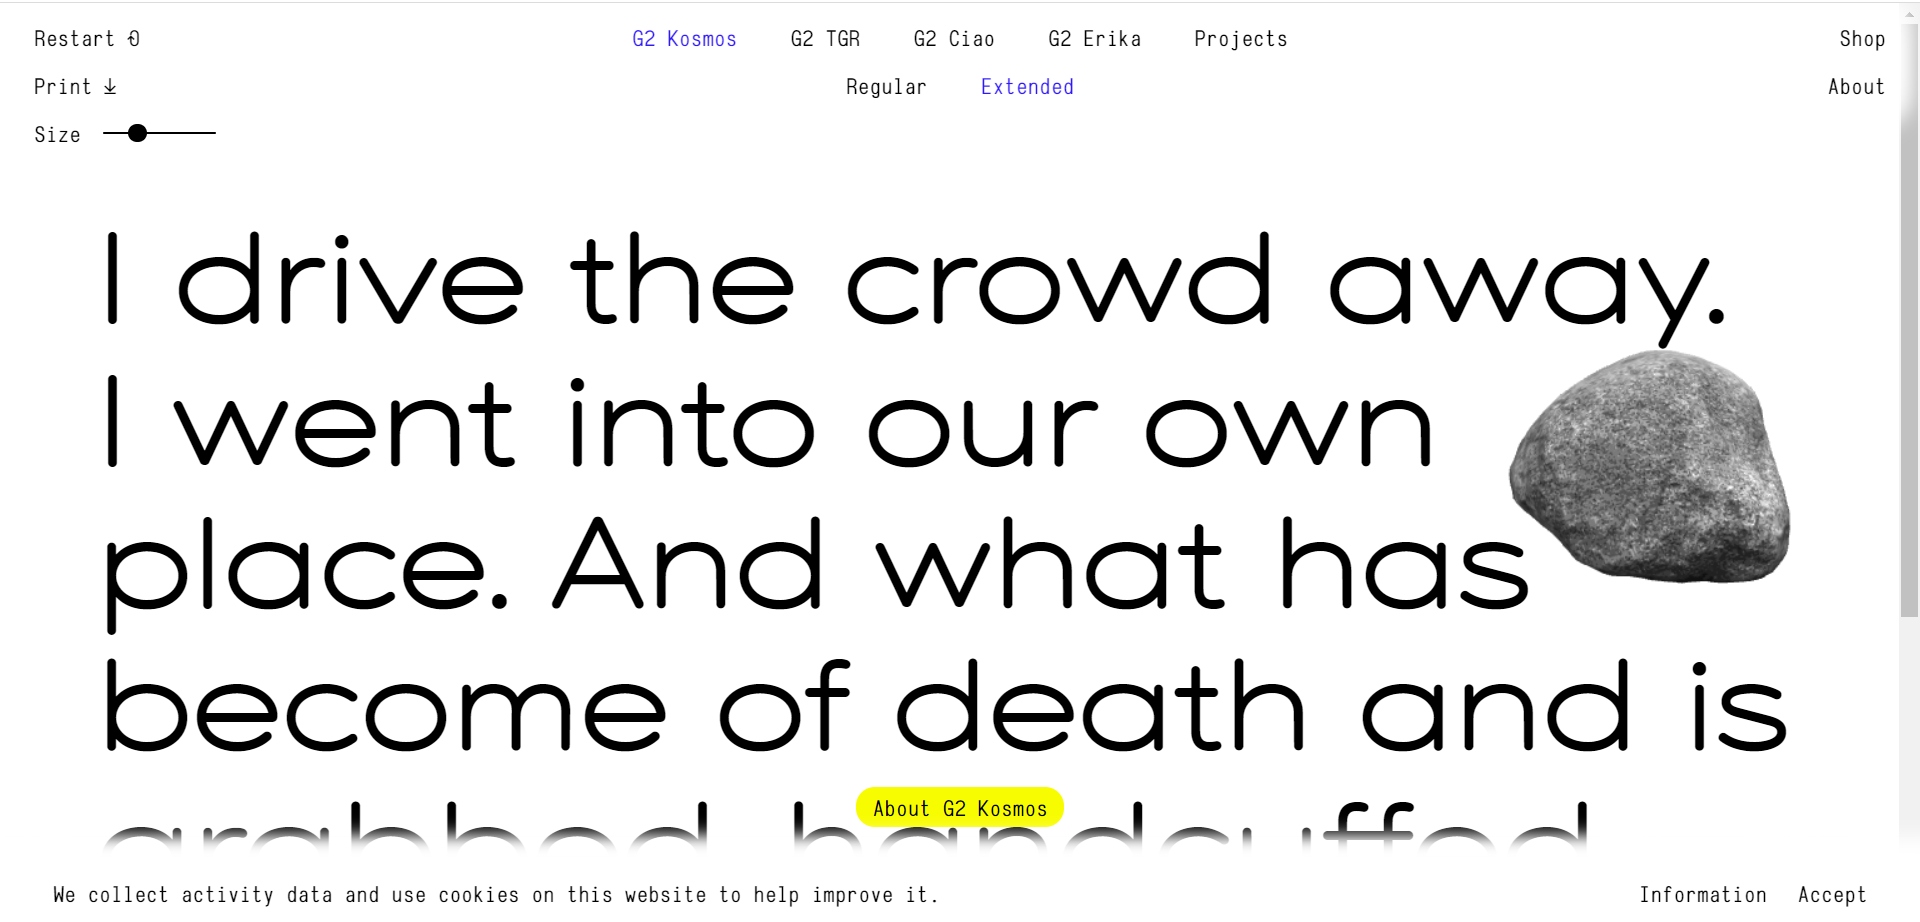 Restart
G2 Kosmos G2 TGR G2 Ciao G2 Erika Projects
Shop
Print ↓
Regular Extended
About
Size
I drive the crowd away.
I went into our own
place. And what has
become of death and is
grabbed, handcuffed
About G2 Kosmos
We collect activity data and use cookies on this website to help improve it.
Information Accept